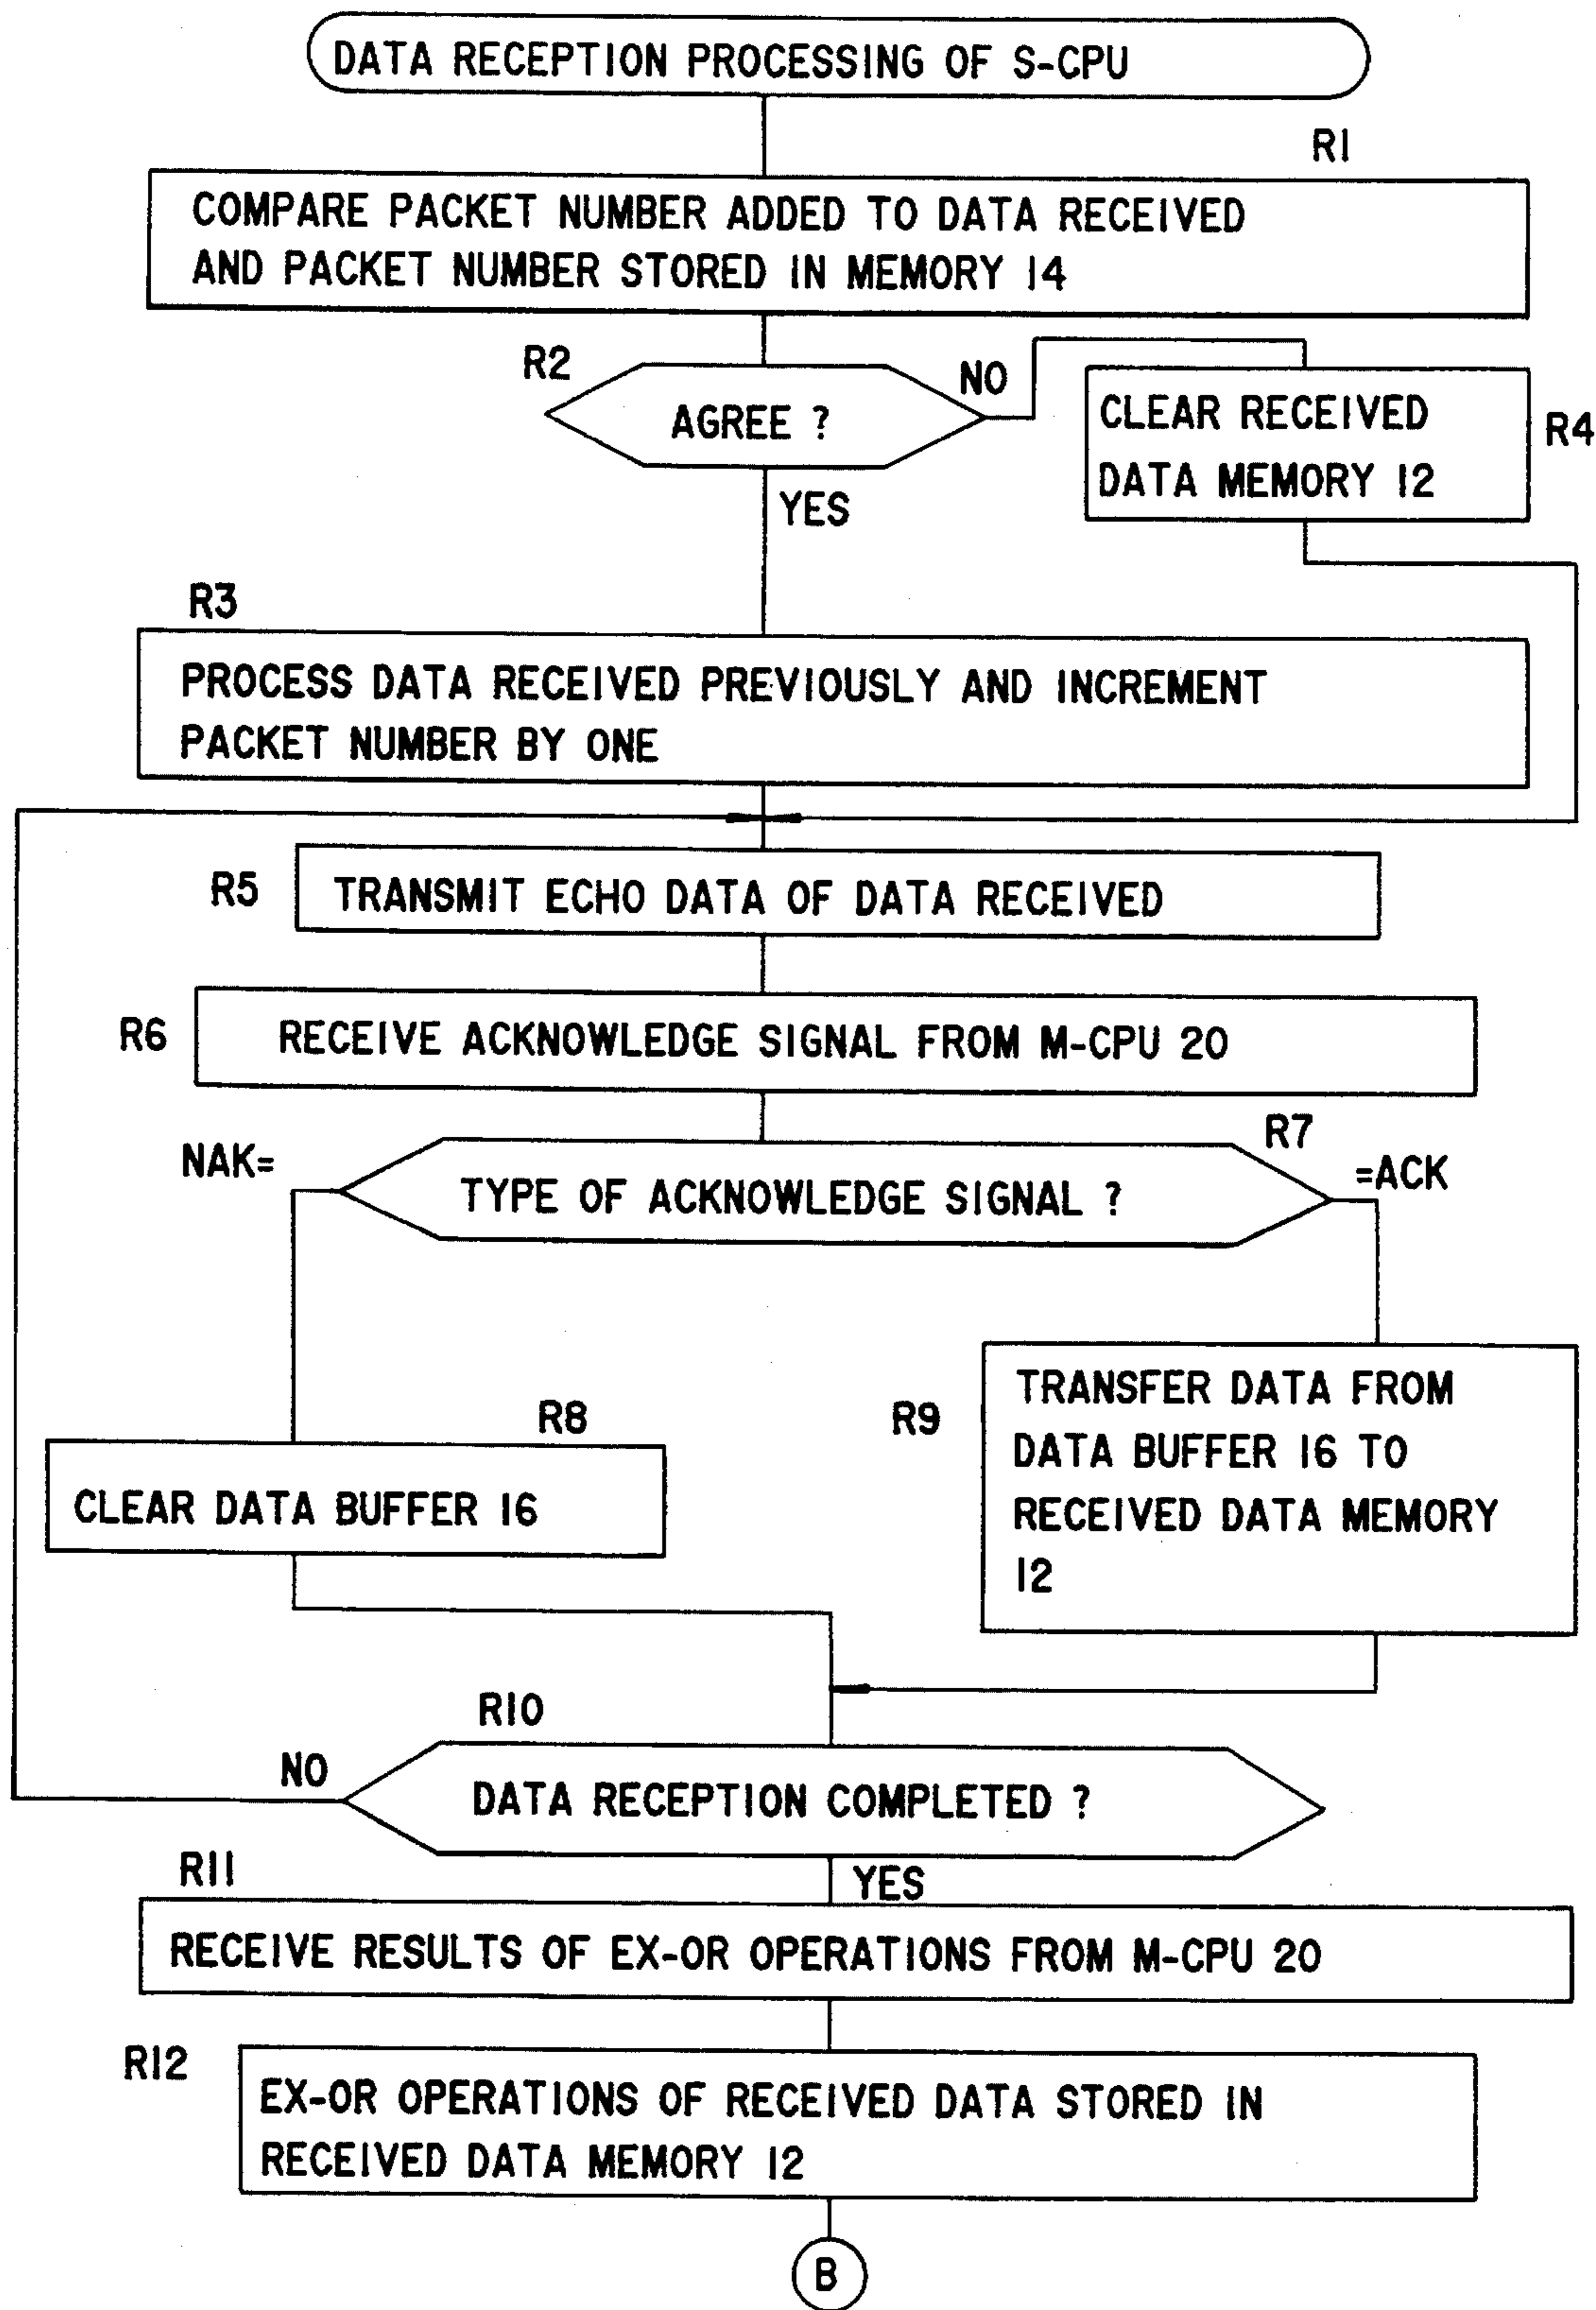 DATA RECEPTION PROCESSING OF S-CPU
R1
COMPARE PACKET NUMBER ADDED TO DATA RECEIVED
AND PACKET NUMBER STORED IN MEMORY 14
R2
AGREE ?
NO
CLEAR RECEIVED
DATA MEMORY 12
R4
YES
R3
PROCESS DATA RECEIVED PREVIOUSLY AND INCREMENT
PACKET NUMBER BY ONE
R5
TRANSMIT ECHO DATA OF DATA RECEIVED
R6
RECEIVE ACKNOWLEDGE SIGNAL FROM M-CPU 20
R7
NAK=
TYPE OF ACKNOWLEDGE SIGNAL ?
=ACK
R8
CLEAR DATA BUFFER 16
R9
TRANSFER DATA FROM
DATA BUFFER 16 TO
RECEIVED DATA MEMORY
12
R10
NO
DATA RECEPTION COMPLETED ?
YES
R11
RECEIVE RESULTS OF EX-OR OPERATIONS FROM M-CPU 20
R12
EX-OR OPERATIONS OF RECEIVED DATA STORED IN
RECEIVED DATA MEMORY 12
B